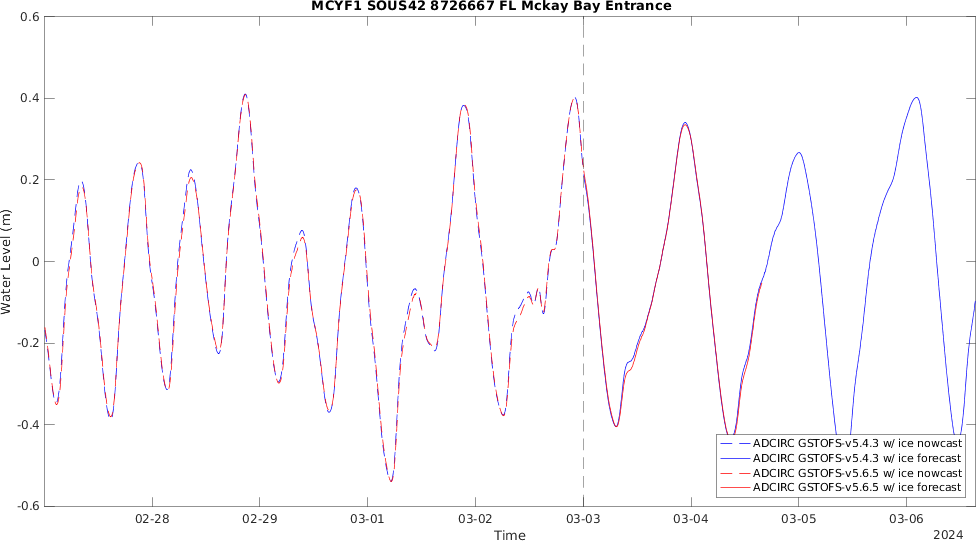 MCYF1 SOUS42 8726667 FL Mckay Bay Entrance
0.6
0.4
0.2
0
-0.2
-0.4
-0.6
Water Level (m)
02-28 02-29 03-01 03-02 03-03 03-04 03-05 03-06
Time
2024
ADCIRC GSTOFS-v5.4.3 w/ ice nowcast
ADCIRC GSTOFS-v5.4.3 w/ ice forecast
ADCIRC GSTOFS-v5.6.5 w/ ice nowcast
ADCIRC GSTOFS-v5.6.5 w/ ice forecast